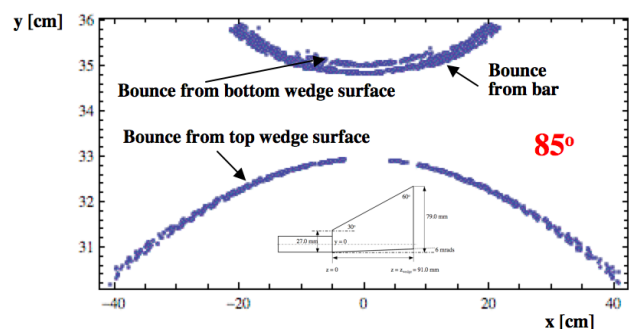 y [cm]
36
35
34
33
32
31
Bounce from bottom wedge surface
Bounce
from bar
Bounce from top wedge surface
85°
60°
30°
79.0 mm
27.0 mm
y = 0
6 mrads
z = 0
z = z_wedge = 91.0 mm
−40 −20 0 20 40
x [cm]